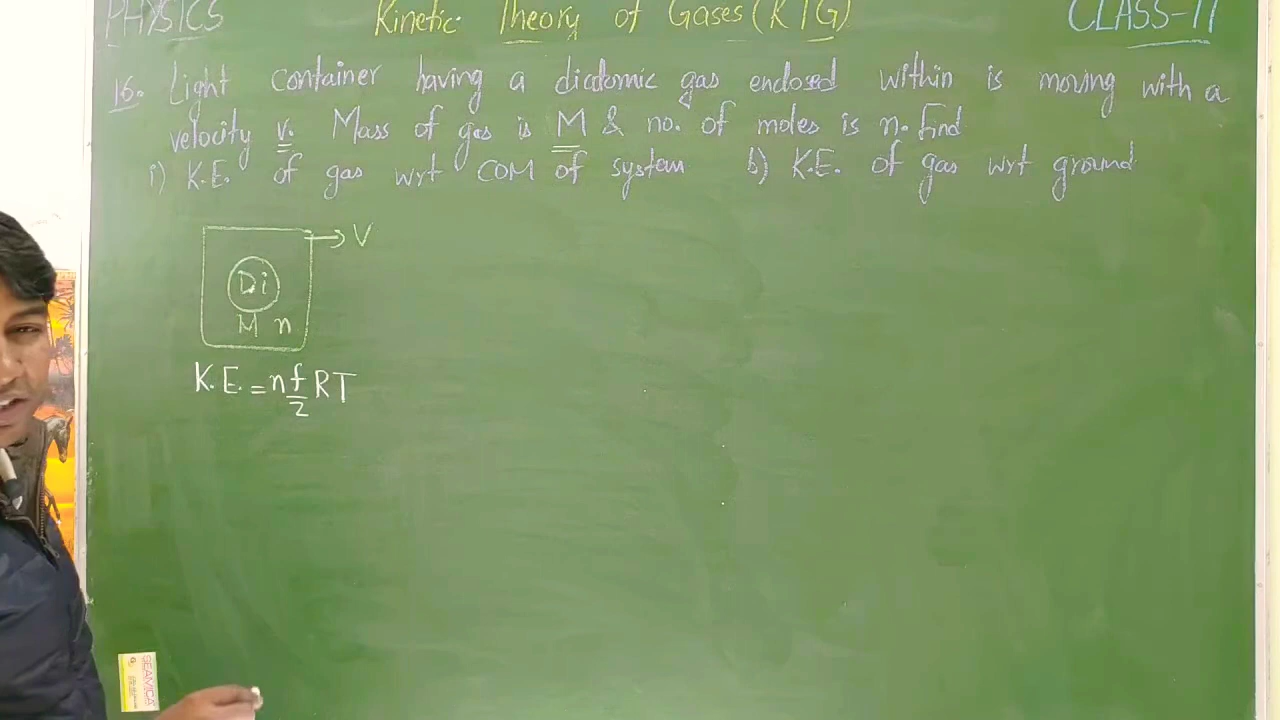 PHYSICS Kinetic Theory of Gases (KTG) CLASS-11
16. Light container having a diatomic gas enclosed within is moving with a
velocity v. Mass of gas is M & no. of moles is n. Find
i) K.E. of gas wrt COM of system b) K.E. of gas wrt ground
V
Di
M n
K.E. = n f/2 RT
GEAMICA